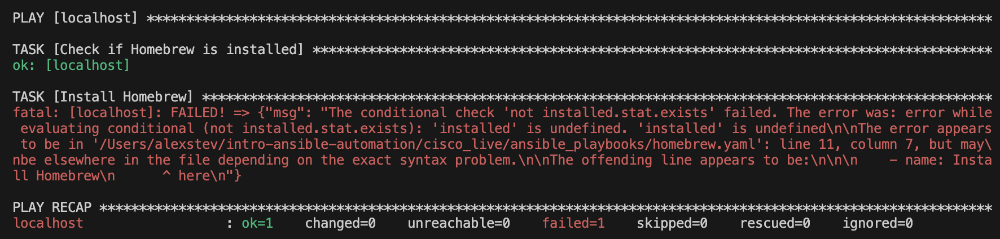 PLAY [localhost] ***********************************************************************************************************
TASK [Check if Homebrew is installed] **************************************************************************************
ok: [localhost]
TASK [Install Homebrew] ****************************************************************************************************
fatal: [localhost]: FAILED! => {"msg": "The conditional check 'not installed.stat.exists' failed. The error was: error while
 evaluating conditional (not installed.stat.exists): 'installed' is undefined. 'installed' is undefined\n\nThe error appears
 to be in '/Users/alexstev/intro-ansible-automation/cisco_live/ansible_playbooks/homebrew.yaml': line 11, column 7, but may\
nbe elsewhere in the file depending on the exact syntax problem.\n\nThe offending line appears to be:\n\n\n    - name: Insta
ll Homebrew\n      ^ here\n"}
PLAY RECAP *****************************************************************************************************************
localhost                  : ok=1    changed=0    unreachable=0    failed=1    skipped=0    rescued=0    ignored=0